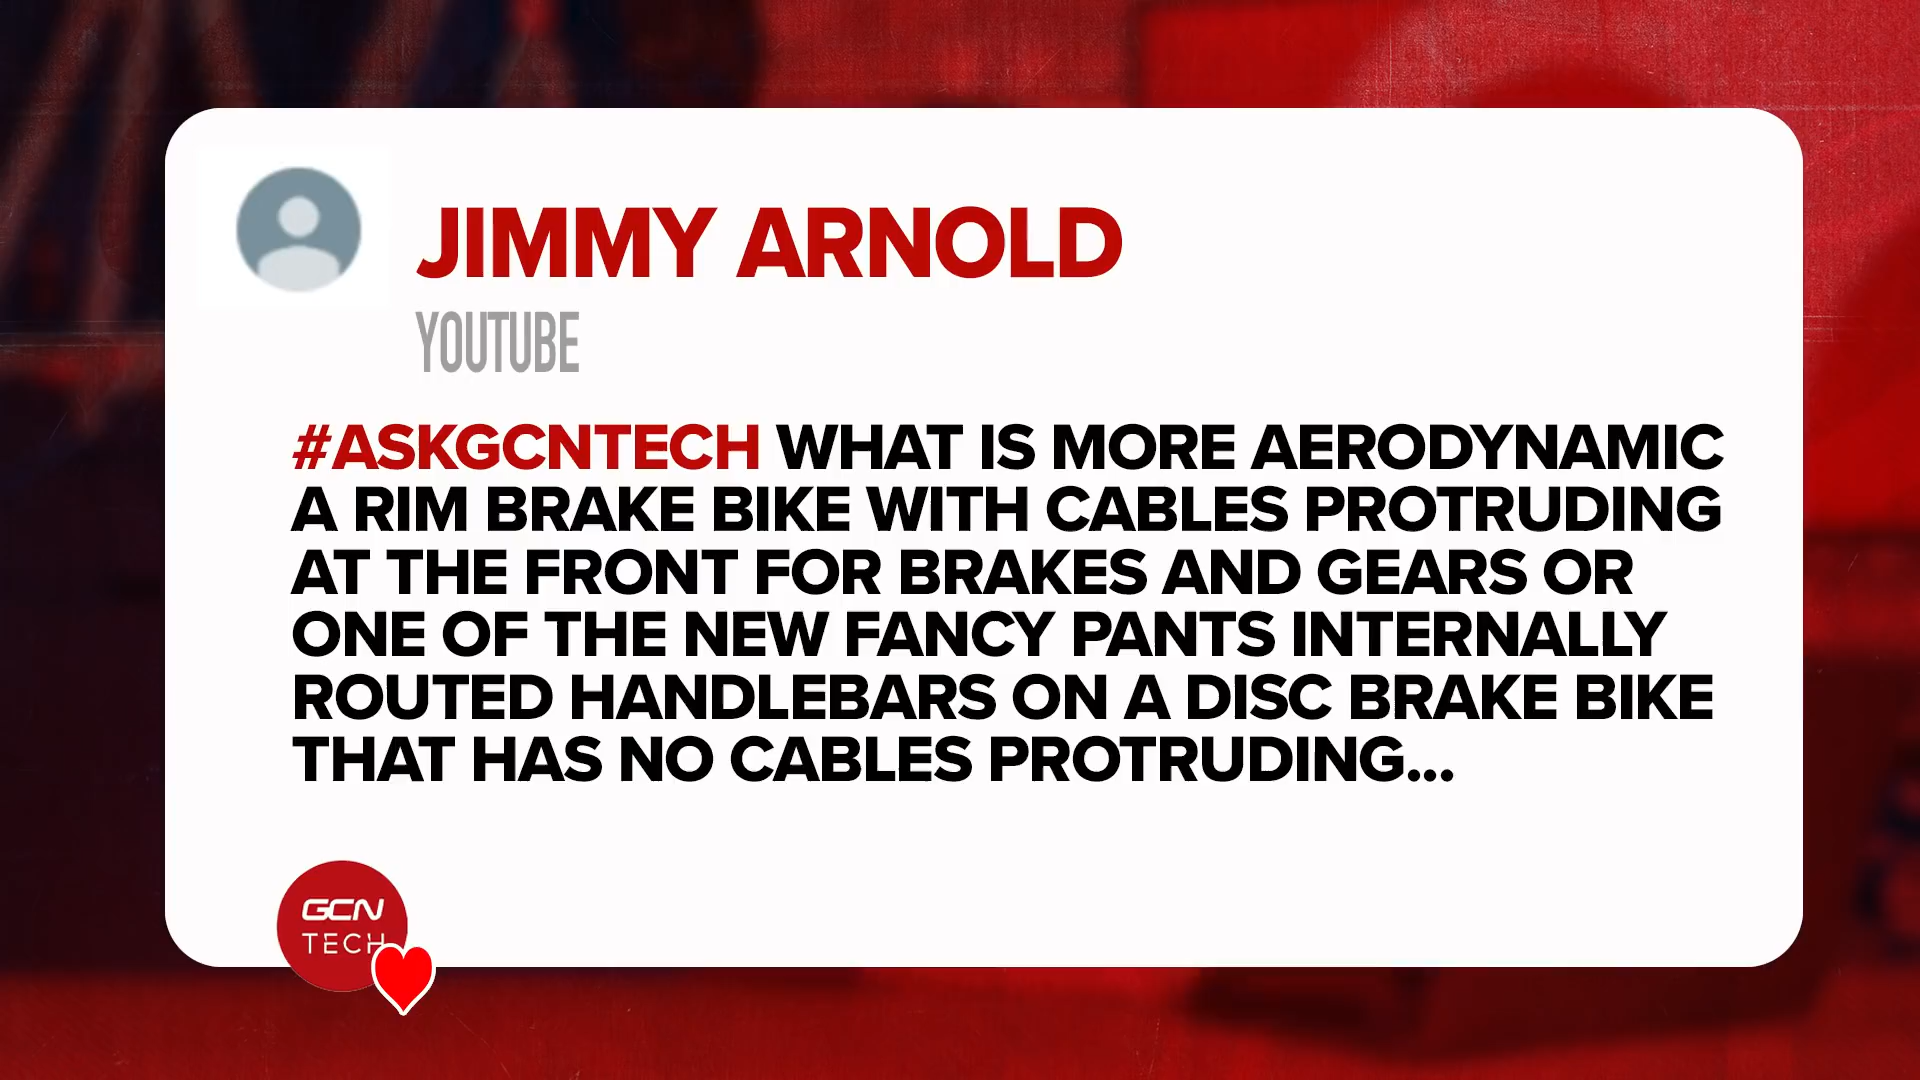 JIMMY ARNOLD
YOUTUBE
#ASKGCNTECH WHAT IS MORE AERODYNAMIC
A RIM BRAKE BIKE WITH CABLES PROTRUDING
AT THE FRONT FOR BRAKES AND GEARS OR
ONE OF THE NEW FANCY PANTS INTERNALLY
ROUTED HANDLEBARS ON A DISC BRAKE BIKE
THAT HAS NO CABLES PROTRUDING...
GCN
TECH